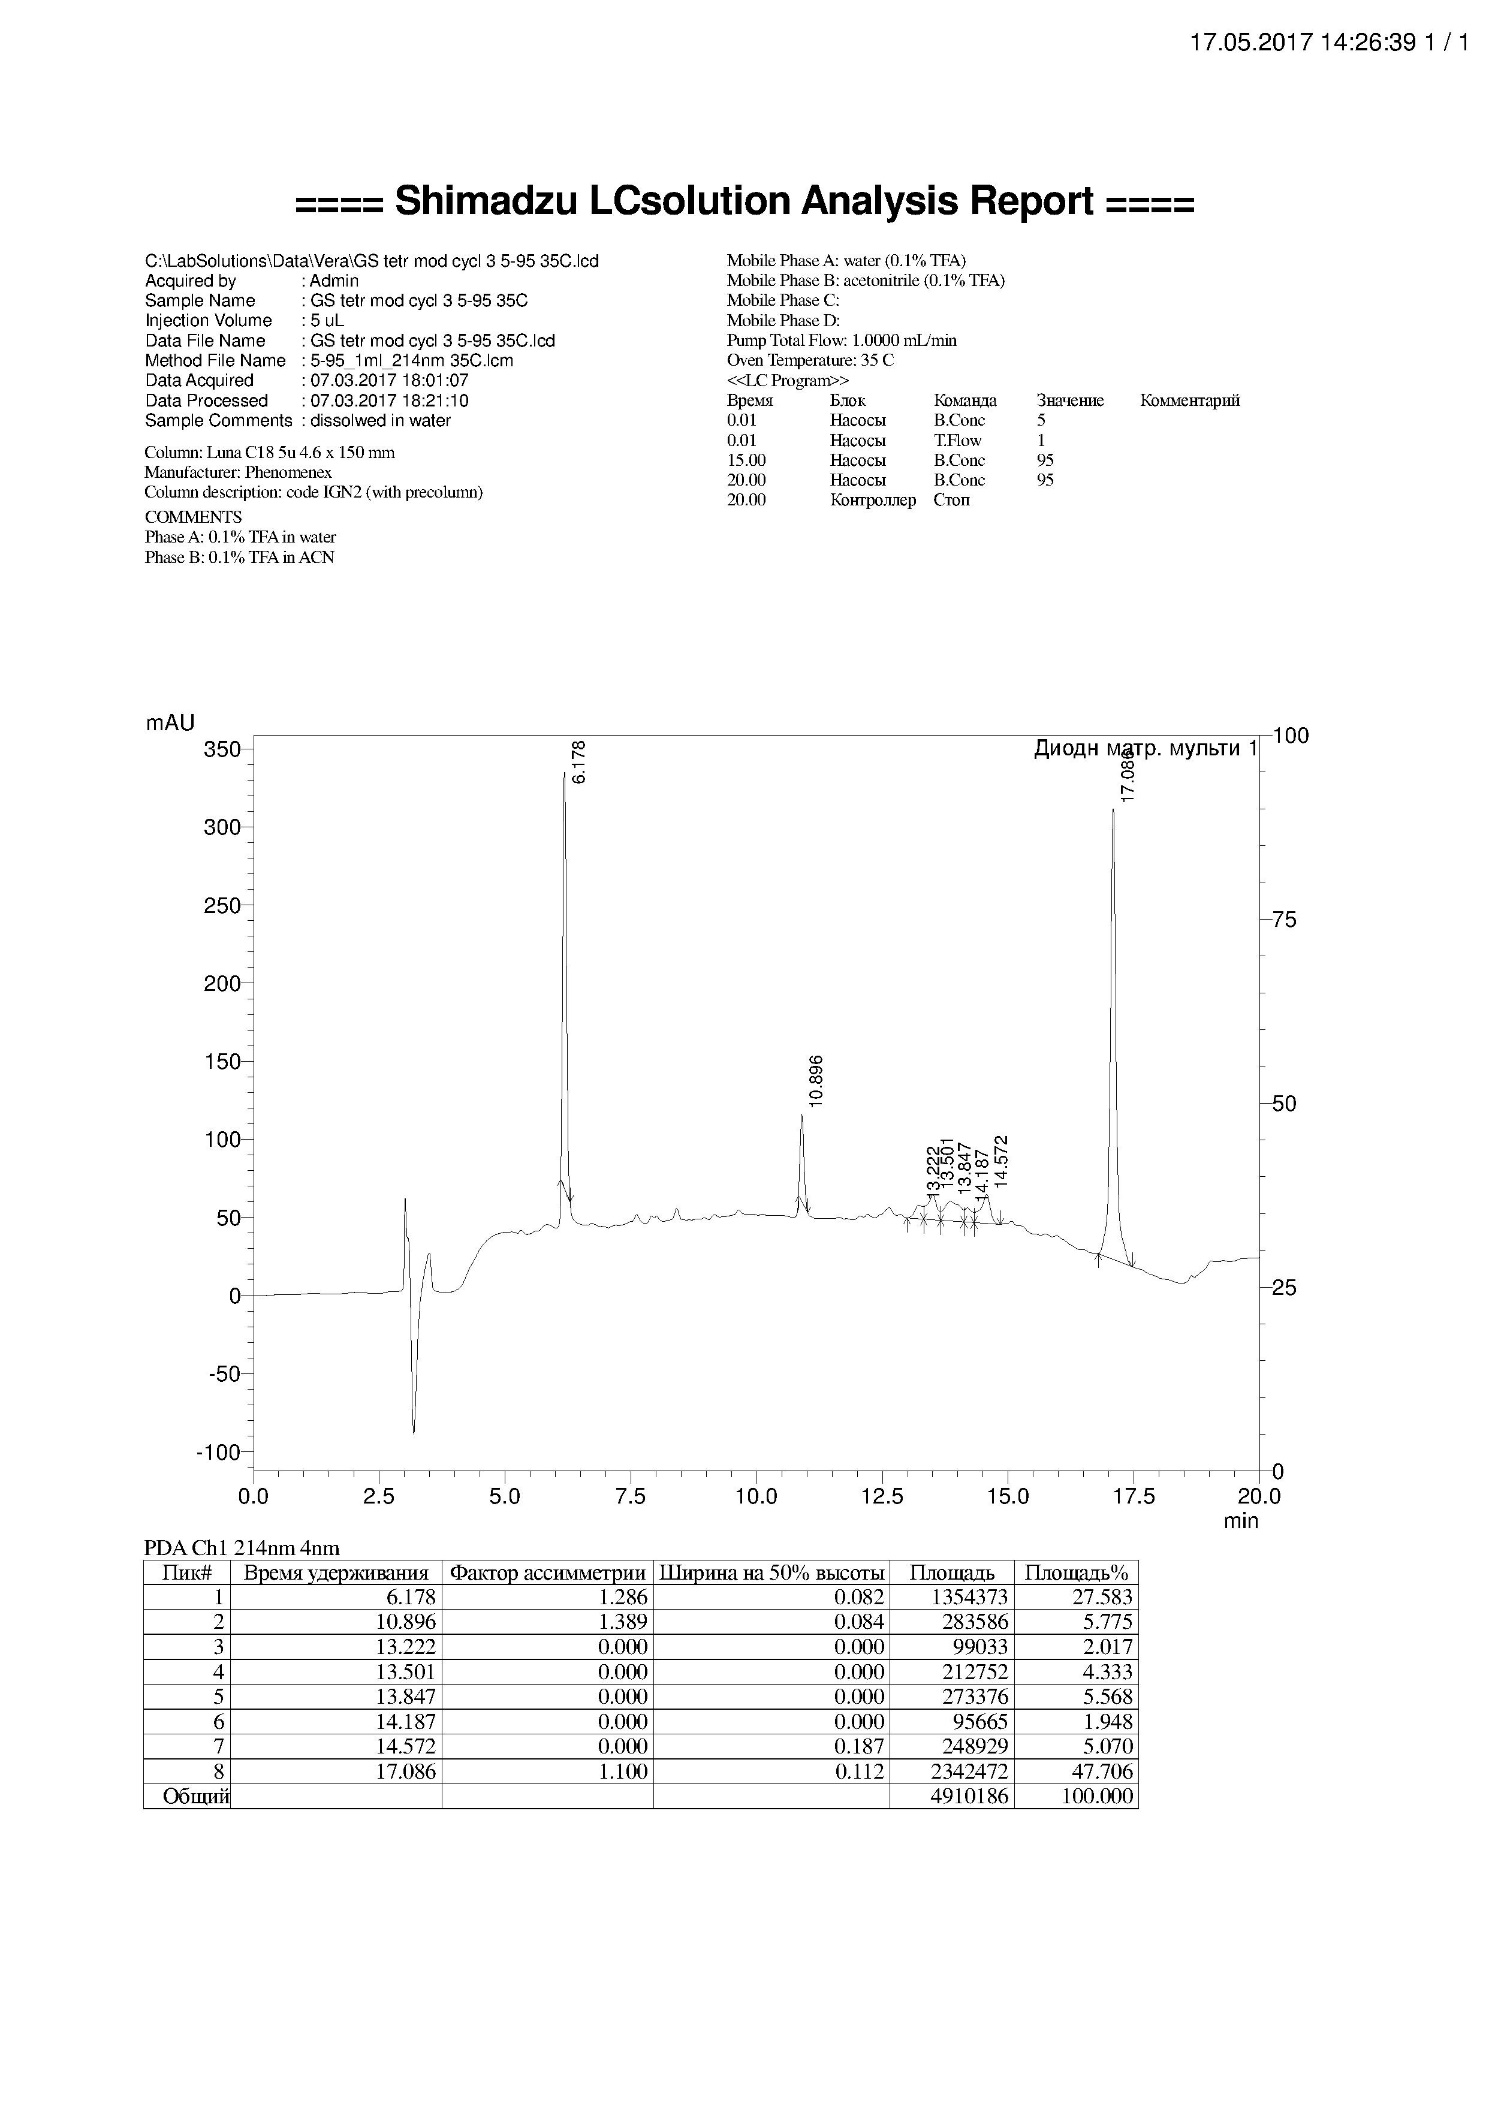 17.05.2017 14:26:39 1 / 1
==== Shimadzu LCsolution Analysis Report ====
C:\LabSolutions\Data\Vera\GS tetr mod cycl 3 5-95 35C.lcd
Acquired by : Admin
Sample Name : GS tetr mod cycl 3 5-95 35C
Injection Volume : 5 uL
Data File Name : GS tetr mod cycl 3 5-95 35C.lcd
Method File Name : 5-95_1ml_214nm 35C.lcm
Data Acquired : 07.03.2017 18:01:07
Data Processed : 07.03.2017 18:21:10
Sample Comments : dissolwed in water
Column: Luna C18 5u 4.6 x 150 mm
Manufacturer: Phenomenex
Column description: code IGN2 (with precolumn)
COMMENTS
Phase A: 0.1% TFA in water
Phase B: 0.1% TFA in ACN
Mobile Phase A: water (0.1% TFA)
Mobile Phase B: acetonitrile (0.1% TFA)
Mobile Phase C:
Mobile Phase D:
Pump Total Flow: 1.0000 mL/min
Oven Temperature: 35 C
<<LC Program>>
Время Блок Команда Значение Комментарий
0.01 Насосы B.Conc 5
0.01 Насосы T.Flow 1
15.00 Насосы B.Conc 95
20.00 Насосы B.Conc 95
20.00 Контроллер Стоп
mAU
Диодн матр. мульти 1
350
300
250
200
150
100
50
0
-50
-100
6.178
10.896
13.222
13.501
13.847
14.187
14.572
17.086
100
75
50
25
0
0.0 2.5 5.0 7.5 10.0 12.5 15.0 17.5 20.0
min
PDA Ch1 214nm 4nm
Пик# Время удерживания Фактор ассимметрии Ширина на 50% высоты Площадь Площадь%
1 6.178 1.286 0.082 1354373 27.583
2 10.896 1.389 0.084 283586 5.775
3 13.222 0.000 0.000 99033 2.017
4 13.501 0.000 0.000 212752 4.333
5 13.847 0.000 0.000 273376 5.568
6 14.187 0.000 0.000 95665 1.948
7 14.572 0.000 0.187 248929 5.070
8 17.086 1.100 0.112 2342472 47.706
Общий 4910186 100.000